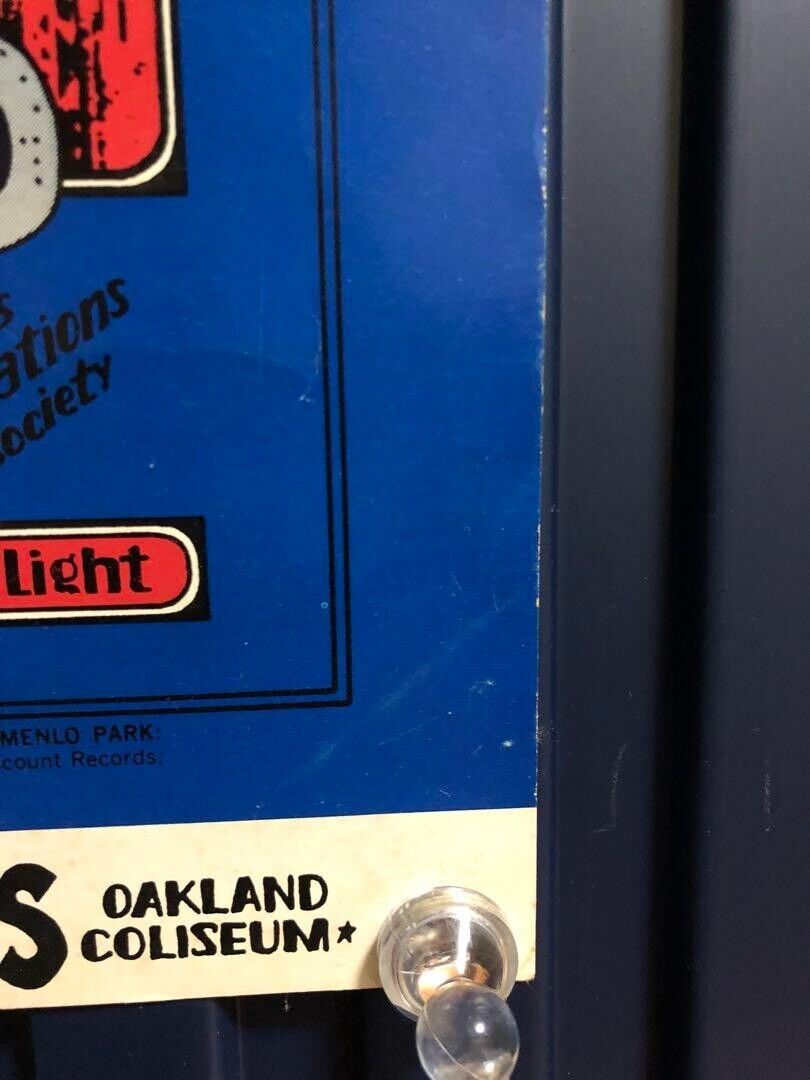 s
ations
ociety
Light
MENLO PARK:
count Records:
S OAKLAND
COLISEUM*